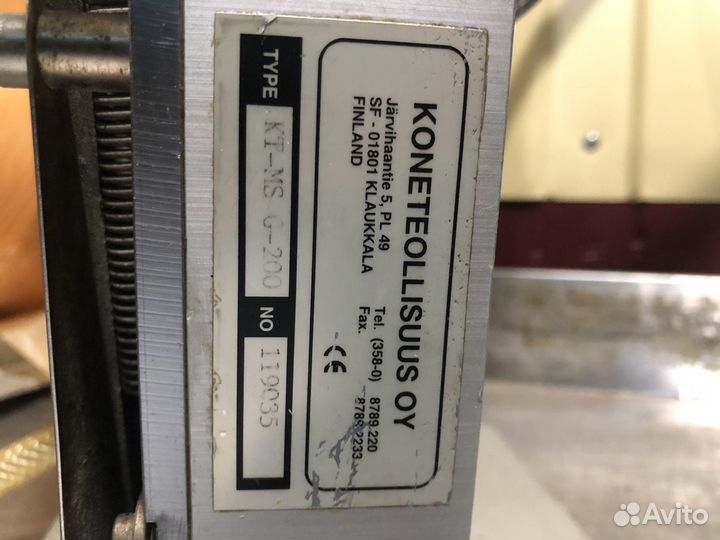 KONETEOLLISUUS OY
Järvihaantie 5, PL 49
SF - 01801 KLAUKKALA
FINLAND
Tel. (358-0) 8789 220
Fax. 8789 2233
CE
TYPE KT-MS G-200 NO 119035
Avito